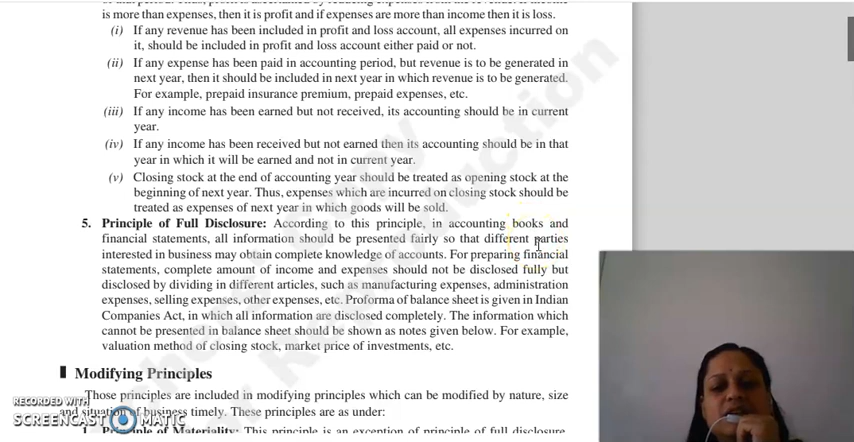 is more than expenses, then it is profit and if expenses are more than income then it is loss.
(i) If any revenue has been included in profit and loss account, all expenses incurred on
it, should be included in profit and loss account either paid or not.
(ii) If any expense has been paid in accounting period, but revenue is to be generated in
next year, then it should be included in next year in which revenue is to be generated.
For example, prepaid insurance premium, prepaid expenses, etc.
(iii) If any income has been earned but not received, its accounting should be in current
year.
(iv) If any income has been received but not earned then its accounting should be in that
year in which it will be earned and not in current year.
(v) Closing stock at the end of accounting year should be treated as opening stock at the
beginning of next year. Thus, expenses which are incurred on closing stock should be
treated as expenses of next year in which goods will be sold.
5. Principle of Full Disclosure: According to this principle, in accounting books and
financial statements, all information should be presented fairly so that different parties
interested in business may obtain complete knowledge of accounts. For preparing financial
statements, complete amount of income and expenses should not be disclosed fully but
disclosed by dividing in different articles, such as manufacturing expenses, administration
expenses, selling expenses, other expenses, etc. Proforma of balance sheet is given in Indian
Companies Act, in which all information are disclosed completely. The information which
cannot be presented in balance sheet should be shown as notes given below. For example,
valuation method of closing stock, market price of investments, etc.
Modifying Principles
Those principles are included in modifying principles which can be modified by nature, size
and situation of business timely. These principles are as under:
1. Principle of Materiality: This principle is an exception of principle of full disclosure.
RECORDED WITH
SCREENCAST MATIC